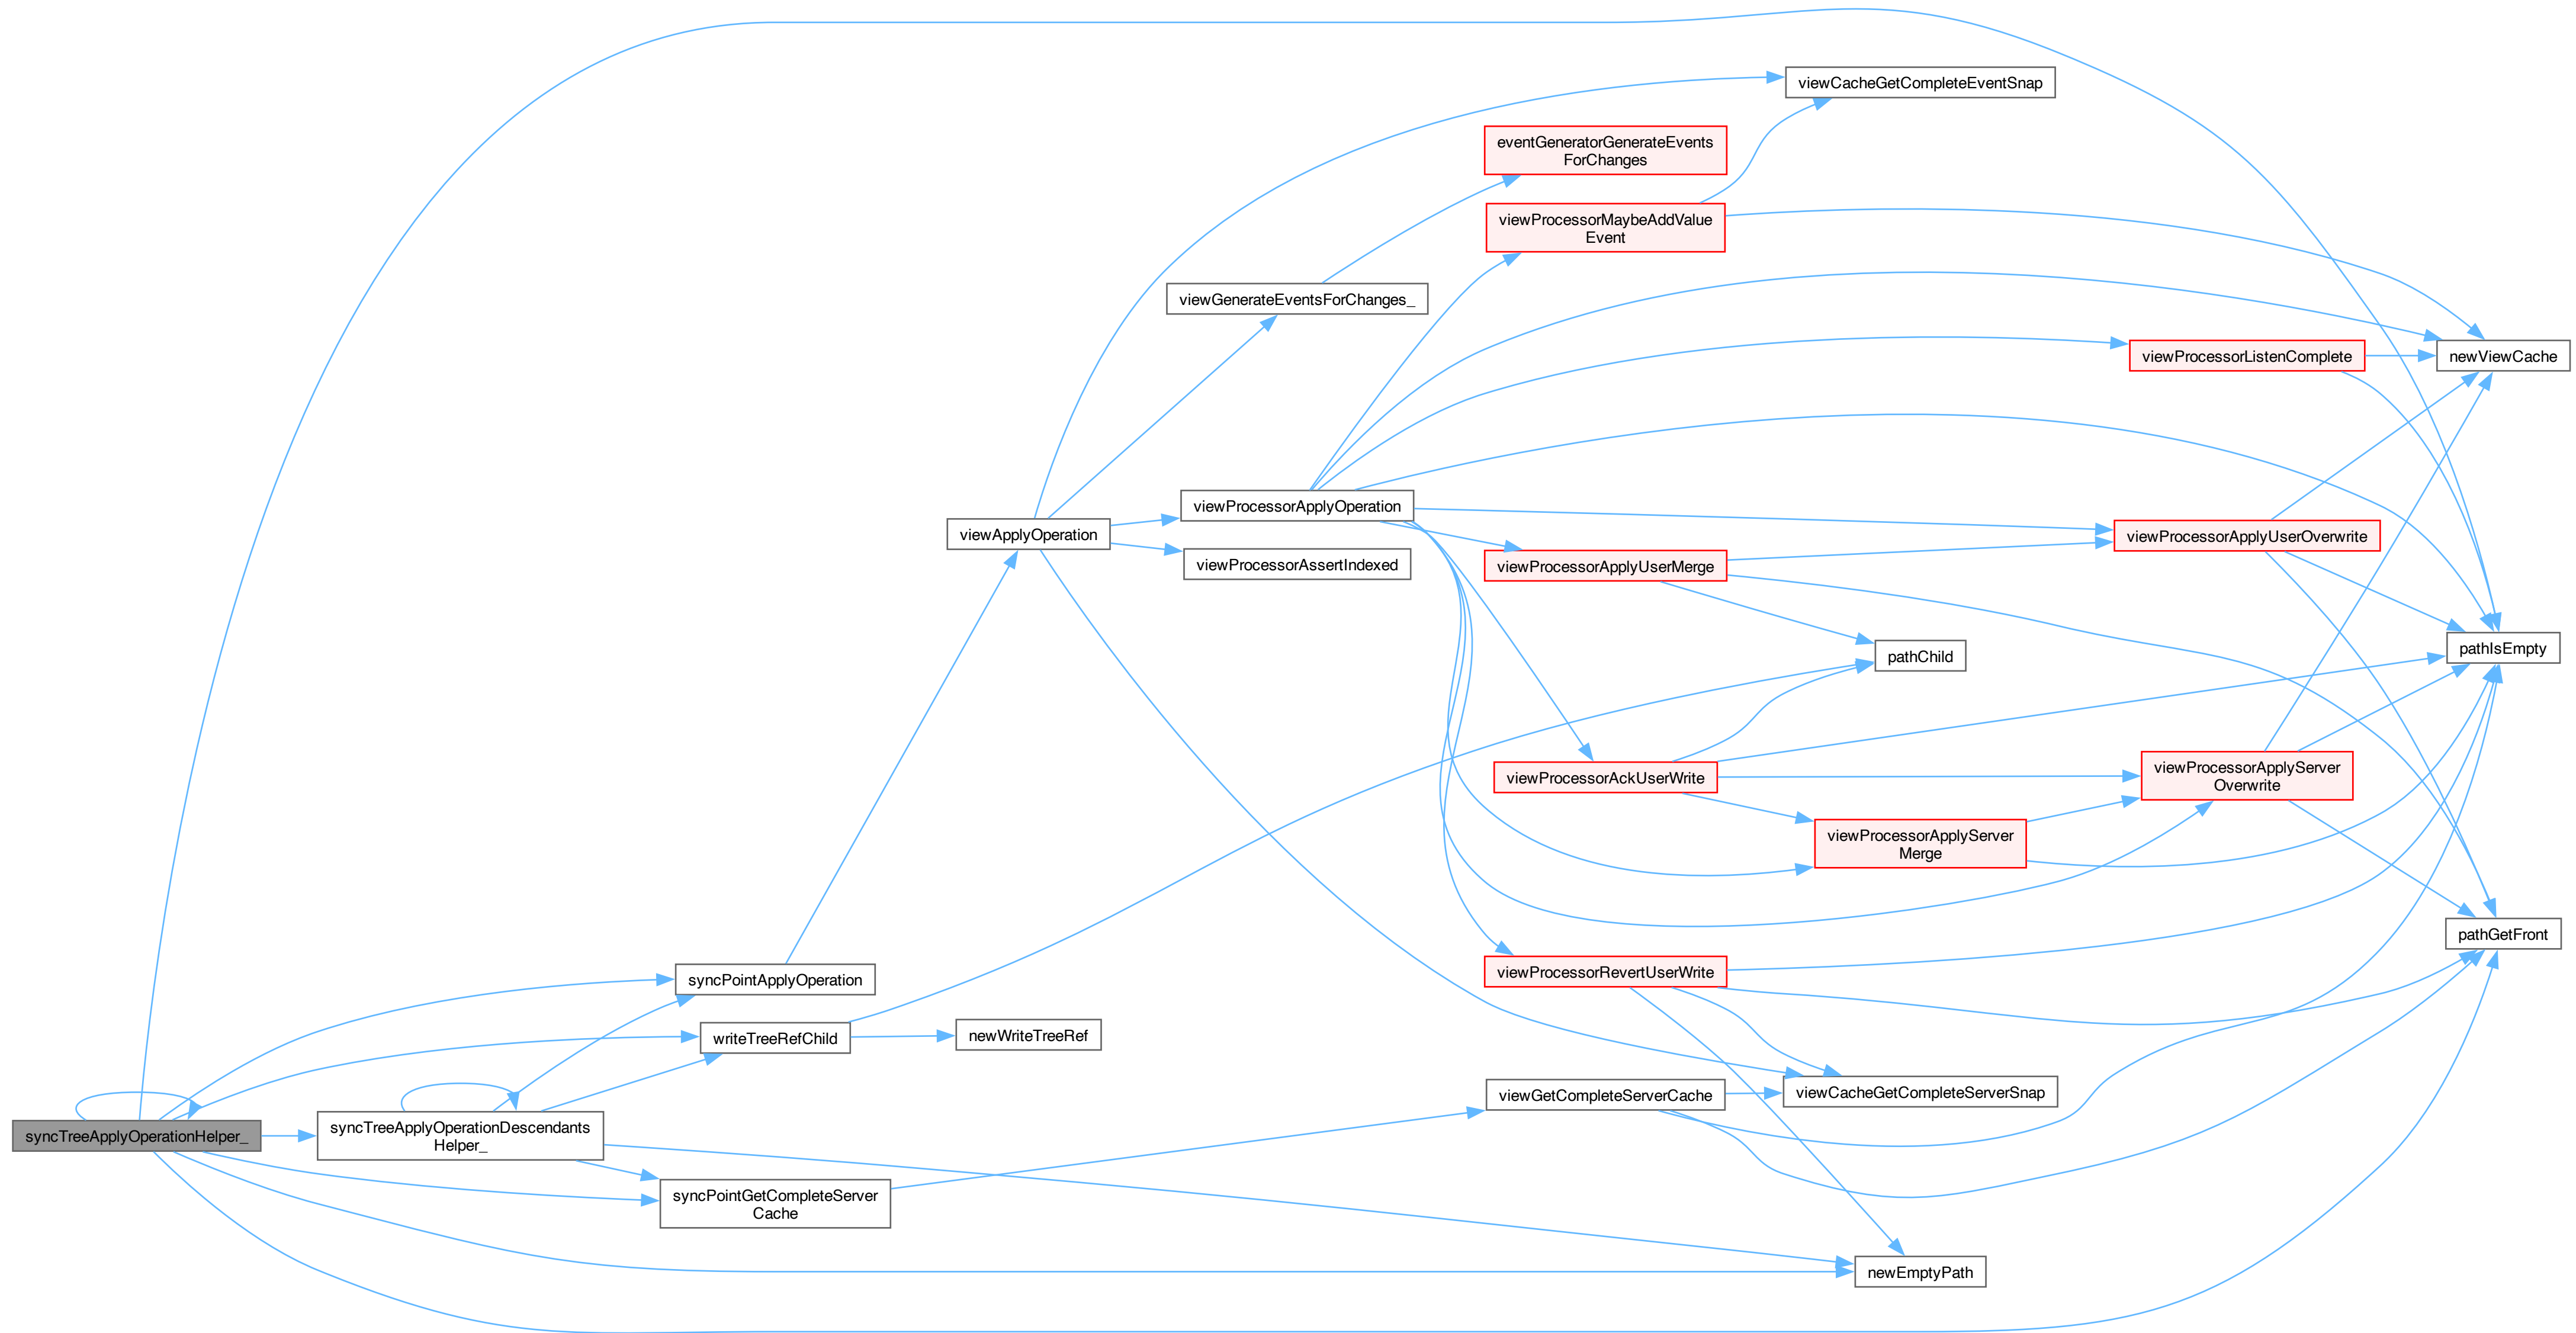 viewCacheGetCompleteEventSnap
eventGeneratorGenerateEvents
ForChanges
viewProcessorMaybeAddValue
Event
viewGenerateEventsForChanges_
viewProcessorListenComplete
newViewCache
viewProcessorApplyOperation
viewApplyOperation
viewProcessorApplyUserOverwrite
viewProcessorAssertIndexed
viewProcessorApplyUserMerge
pathChild
pathIsEmpty
viewProcessorAckUserWrite
viewProcessorApplyServer
Overwrite
viewProcessorApplyServer
Merge
pathGetFront
syncPointApplyOperation
viewProcessorRevertUserWrite
writeTreeRefChild
newWriteTreeRef
viewGetCompleteServerCache
viewCacheGetCompleteServerSnap
syncTreeApplyOperationHelper_
syncTreeApplyOperationDescendants
Helper_
syncPointGetCompleteServer
Cache
newEmptyPath